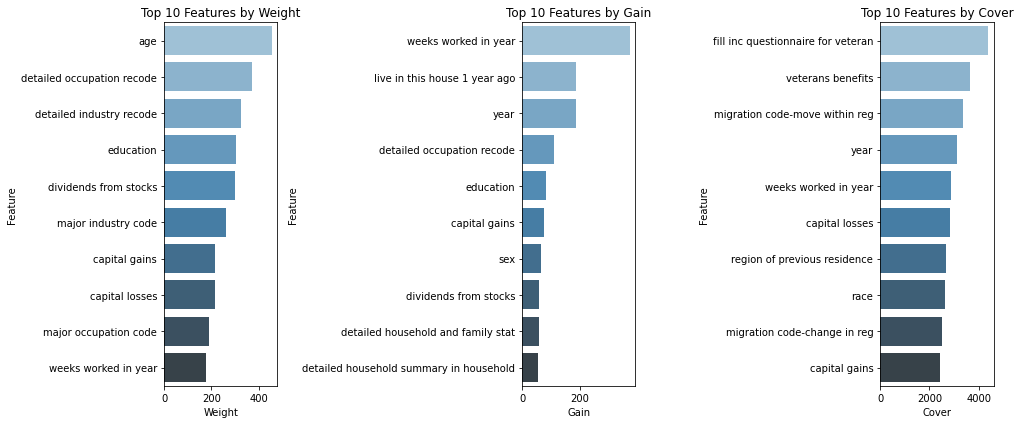 Top 10 Features by Weight
age
detailed occupation recode
detailed industry recode
education
dividends from stocks
major industry code
capital gains
capital losses
major occupation code
weeks worked in year
Feature
0 200 400
Weight
Top 10 Features by Gain
weeks worked in year
live in this house 1 year ago
year
detailed occupation recode
education
capital gains
sex
dividends from stocks
detailed household and family stat
detailed household summary in household
Feature
0 200
Gain
Top 10 Features by Cover
fill inc questionnaire for veteran
veterans benefits
migration code-move within reg
year
weeks worked in year
capital losses
region of previous residence
race
migration code-change in reg
capital gains
Feature
0 2000 4000
Cover